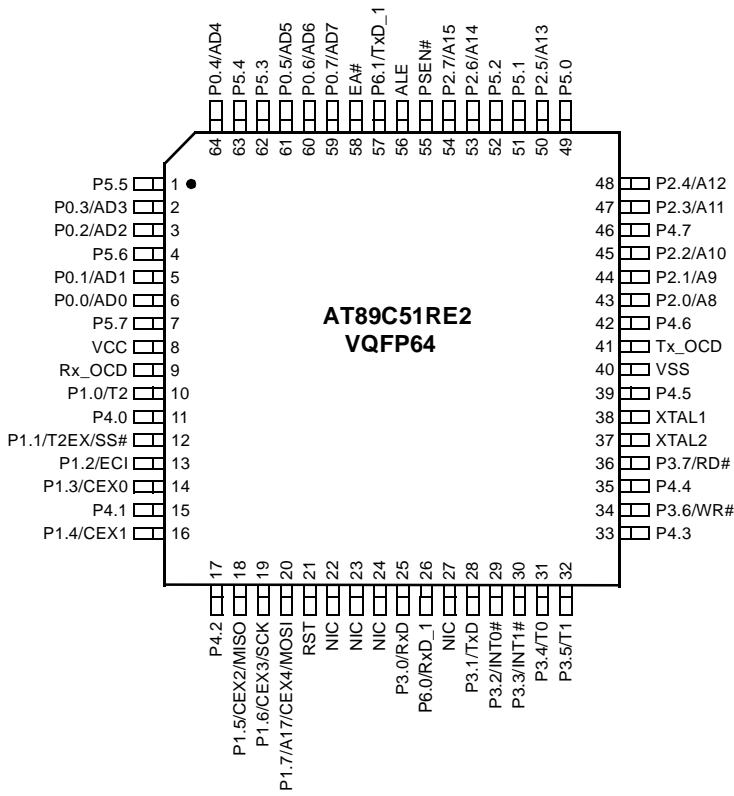 P0.4/AD4
P5.4
P5.3
P0.5/AD5
P0.6/AD6
P0.7/AD7
EA#
P6.1/TxD_1
ALE
PSEN#
P2.7/A15
P2.6/A14
P5.2
P5.1
P2.5/A13
P5.0
64 63 62 61 60 59 58 57 56 55 54 53 52 51 50 49
P5.5 1
P0.3/AD3 2
P0.2/AD2 3
P5.6 4
P0.1/AD1 5
P0.0/AD0 6
P5.7 7
VCC 8
Rx_OCD 9
P1.0/T2 10
P4.0 11
P1.1/T2EX/SS# 12
P1.2/ECI 13
P1.3/CEX0 14
P4.1 15
P1.4/CEX1 16
AT89C51RE2
VQFP64
48 P2.4/A12
47 P2.3/A11
46 P4.7
45 P2.2/A10
44 P2.1/A9
43 P2.0/A8
42 P4.6
41 Tx_OCD
40 VSS
39 P4.5
38 XTAL1
37 XTAL2
36 P3.7/RD#
35 P4.4
34 P3.6/WR#
33 P4.3
17 18 19 20 21 22 23 24 25 26 27 28 29 30 31 32
P4.2
P1.5/CEX2/MISO
P1.6/CEX3/SCK
P1.7/A17/CEX4/MOSI
RST
NIC
NIC
NIC
P3.0/RxD
P6.0/RxD_1
NIC
P3.1/TxD
P3.2/INT0#
P3.3/INT1#
P3.4/T0
P3.5/T1